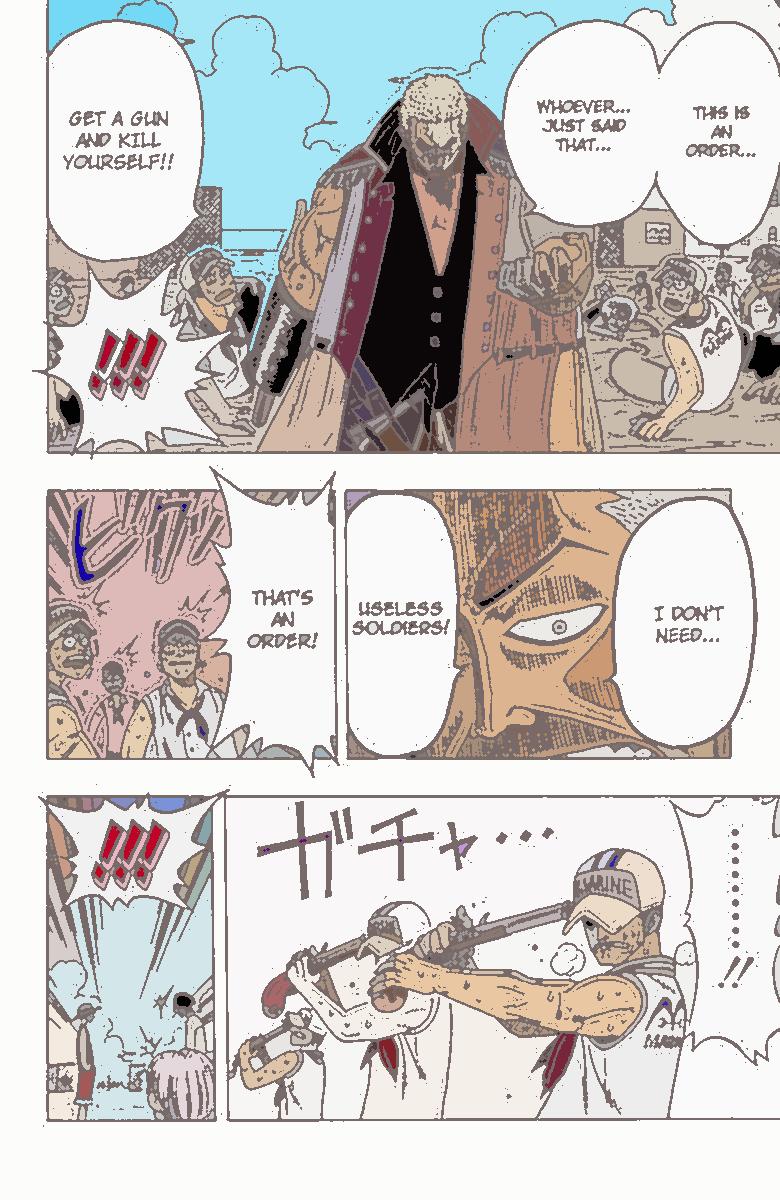 THIS IS
AN
ORDER...
WHOEVER...
JUST SAID
THAT...
GET A GUN
AND KILL
YOURSELF!!
!!!
I DON'T
NEED...
USELESS
SOLDIERS!
THAT'S
AN
ORDER!
..........!!
ガチャ...
MARINE
!!!